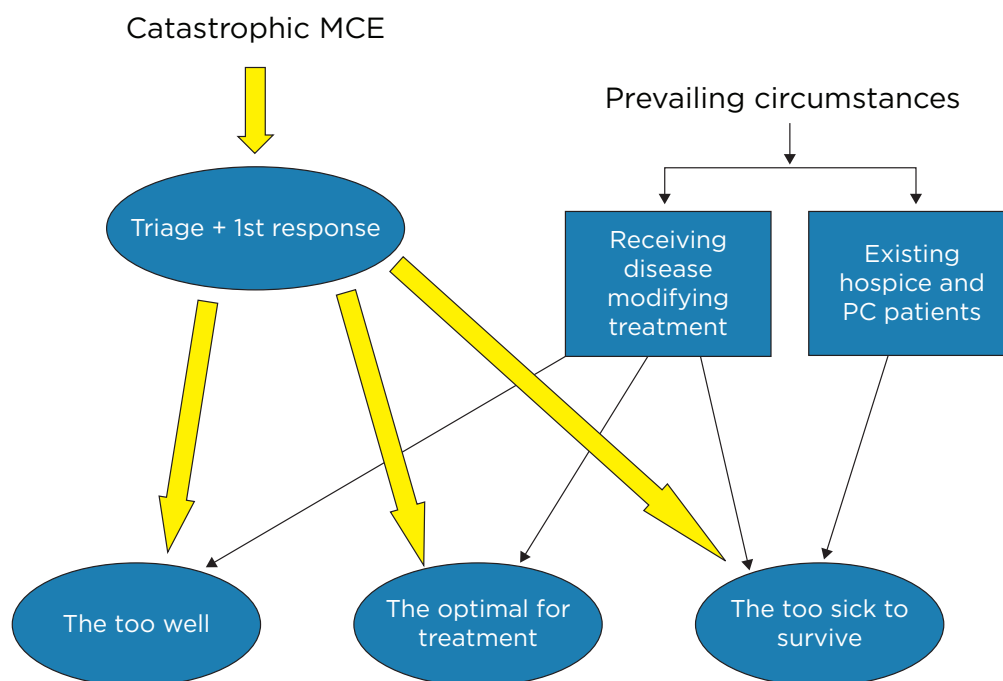 Catastrophic MCE
Prevailing circumstances
Triage + 1st response
Receiving
disease
modifying
treatment
Existing
hospice and
PC patients
The too well
The optimal for
treatment
The too sick to
survive